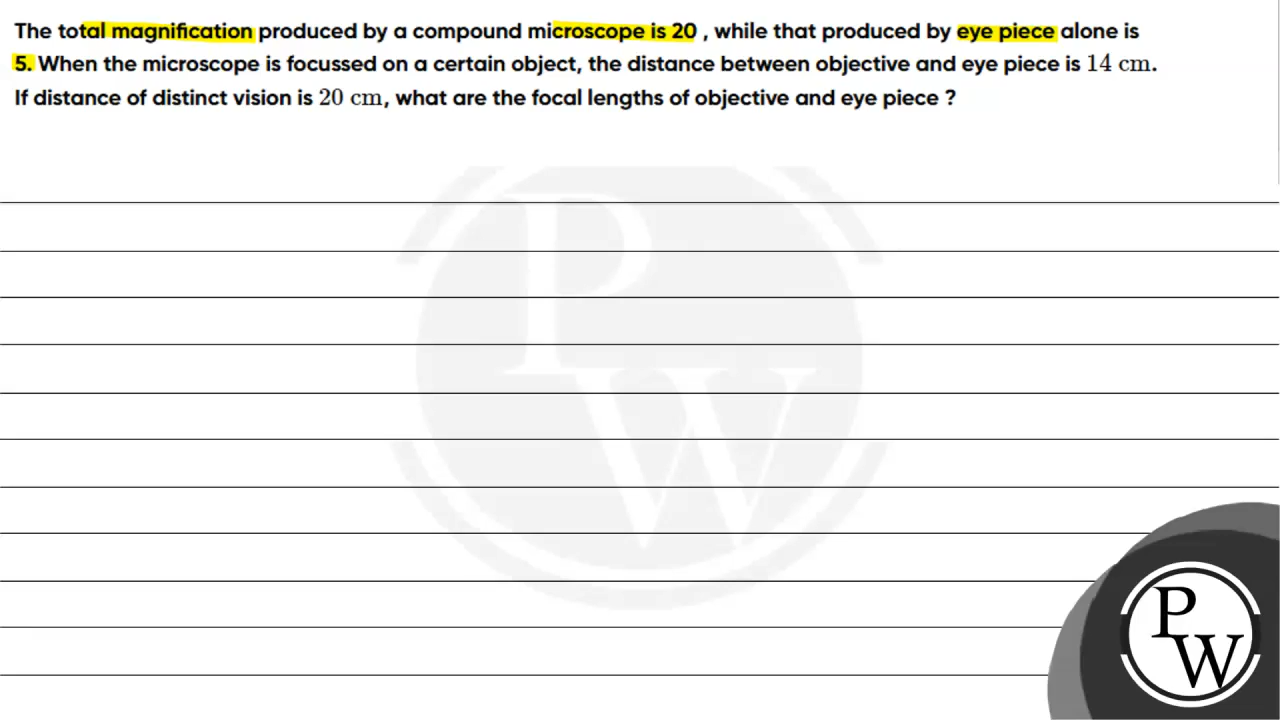 The total magnification produced by a compound microscope is 20 , while that produced by eye piece alone is
5. When the microscope is focussed on a certain object, the distance between objective and eye piece is 14 cm.
If distance of distinct vision is 20 cm, what are the focal lengths of objective and eye piece ?
P
W
P
W